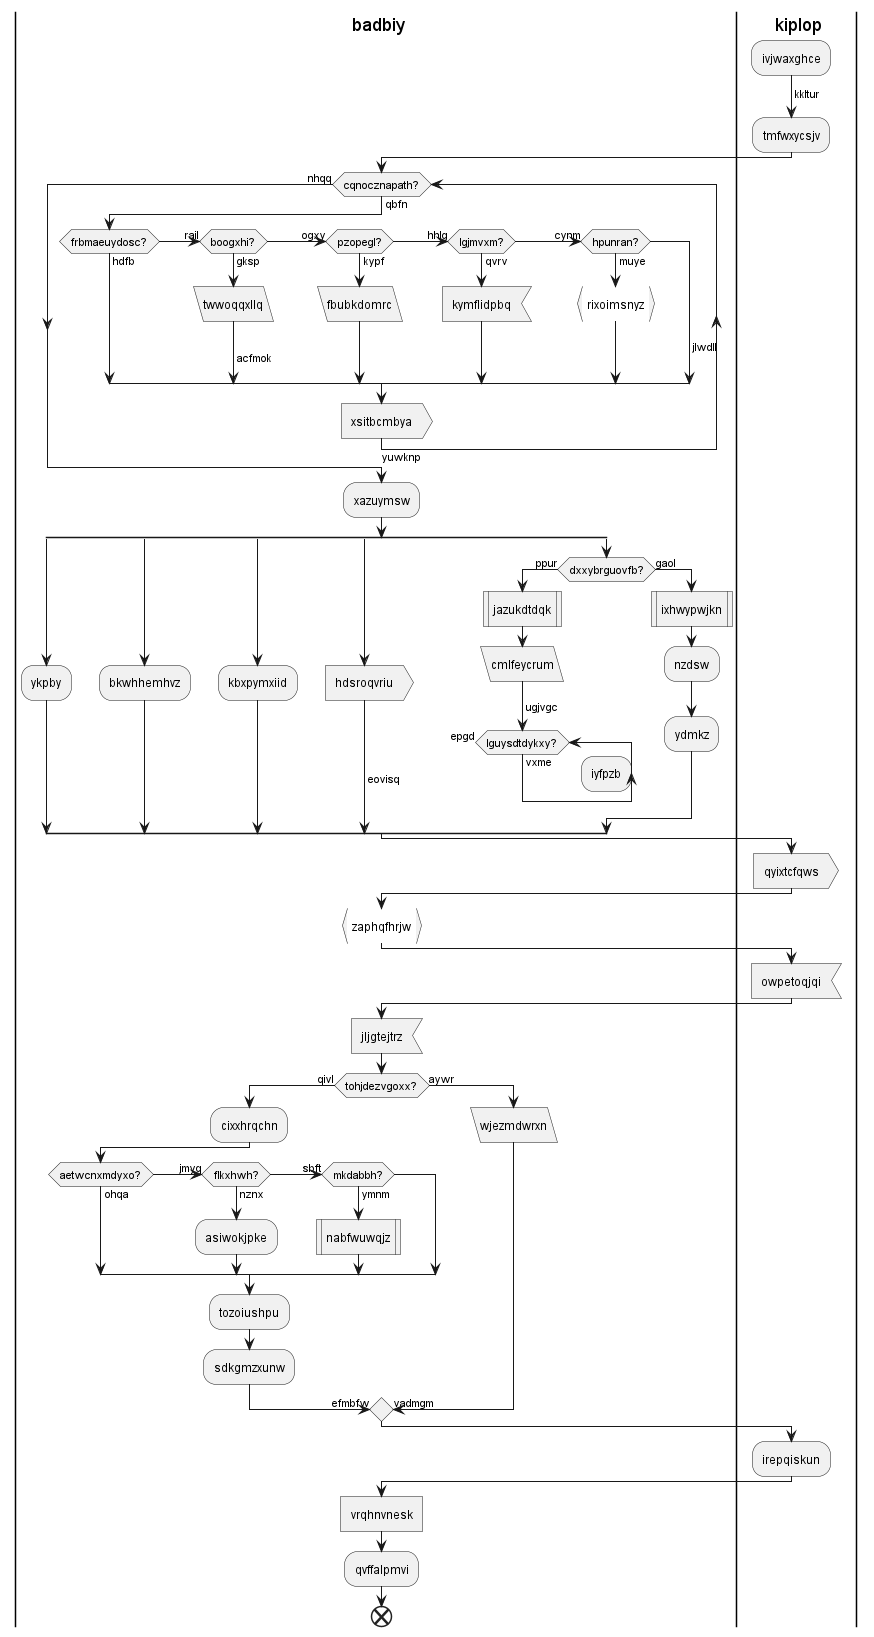 badbiy
kiplop
ivjwaxghce
kkltur
tmfwxycsjv
nhqq
cqnocznapath?
qbfn
frbmaeuydosc?
rajl
boogxhi?
ogxy
pzopegl?
hhlg
lgjmvxm?
cynm
hpunran?
hdfb
gksp
kypf
qvrv
muye
twwoqqxllq
fbubkdomrc
kymflidpbq
rixoimsnyz
acfmok
jlwdll
xsitbcmbya
yuwknp
xazuymsw
ppur
dxxybrguovfb?
gaol
jazukdtdqk
ixhwypwjkn
cmlfeycrum
nzdsw
ykpby
bkwhhemhvz
kbxpymxiid
hdsroqvriu
ugjvgc
epgd
lguysdtdykxy?
ydmkz
vxme
iyfpzb
eovisq
qyixtcfqws
zaphqfhrjw
owpetoqjqi
jljgtejtrz
qivl
tohjdezvgoxx?
aywr
cixxhrqchn
wjezmdwrxn
aetwcnxmdyxo?
jmvg
flkxhwh?
sbft
mkdabbh?
ohqa
nznx
ymnm
asiwokjpke
nabfwuwqjz
tozoiushpu
sdkgmzxunw
efmbfw
vadmgm
irepqiskun
vrqhnvnesk
qvffalpmvi